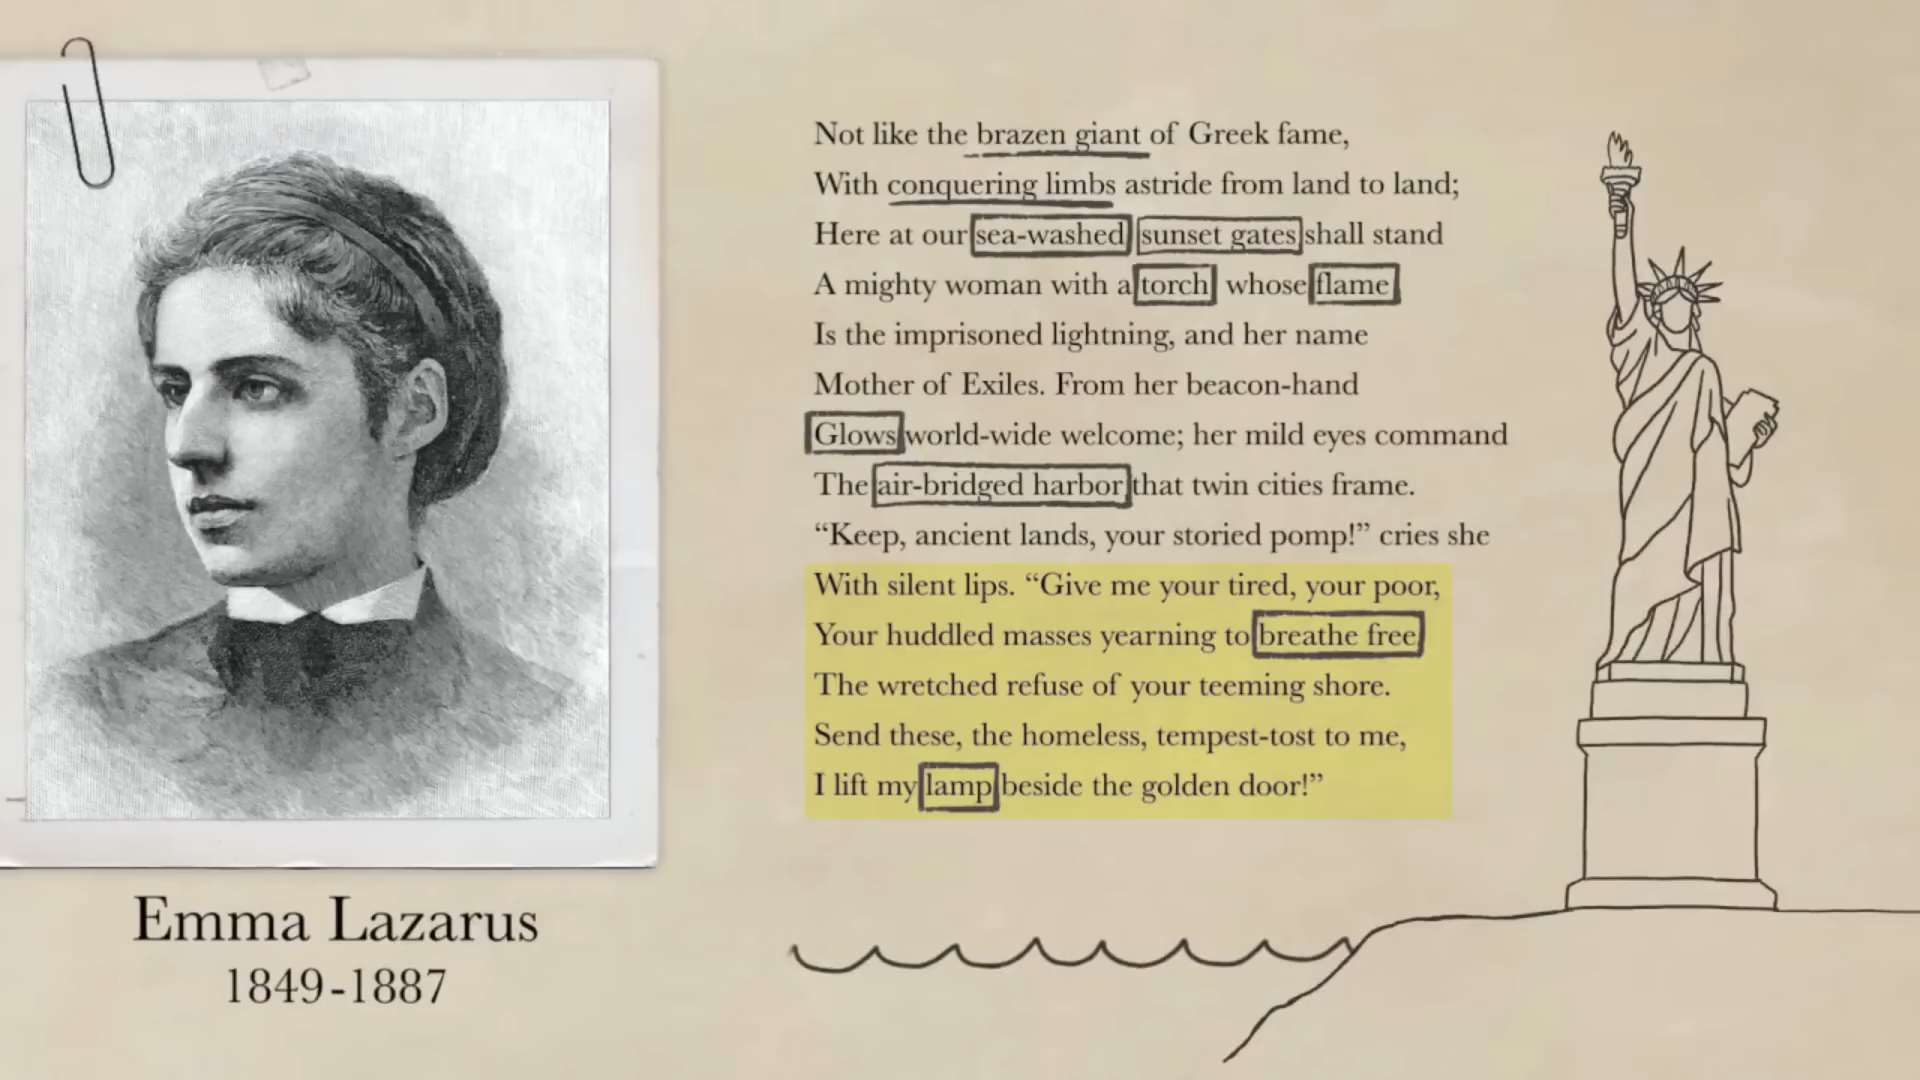 Not like the brazen giant of Greek fame,
With conquering limbs astride from land to land;
Here at our sea-washed sunset gates shall stand
A mighty woman with a torch whose flame
Is the imprisoned lightning, and her name
Mother of Exiles. From her beacon-hand
Glows world-wide welcome; her mild eyes command
The air-bridged harbor that twin cities frame.
“Keep, ancient lands, your storied pomp!” cries she
With silent lips. “Give me your tired, your poor,
Your huddled masses yearning to breathe free
The wretched refuse of your teeming shore.
Send these, the homeless, tempest-tost to me,
I lift my lamp beside the golden door!”
Emma Lazarus
1849-1887